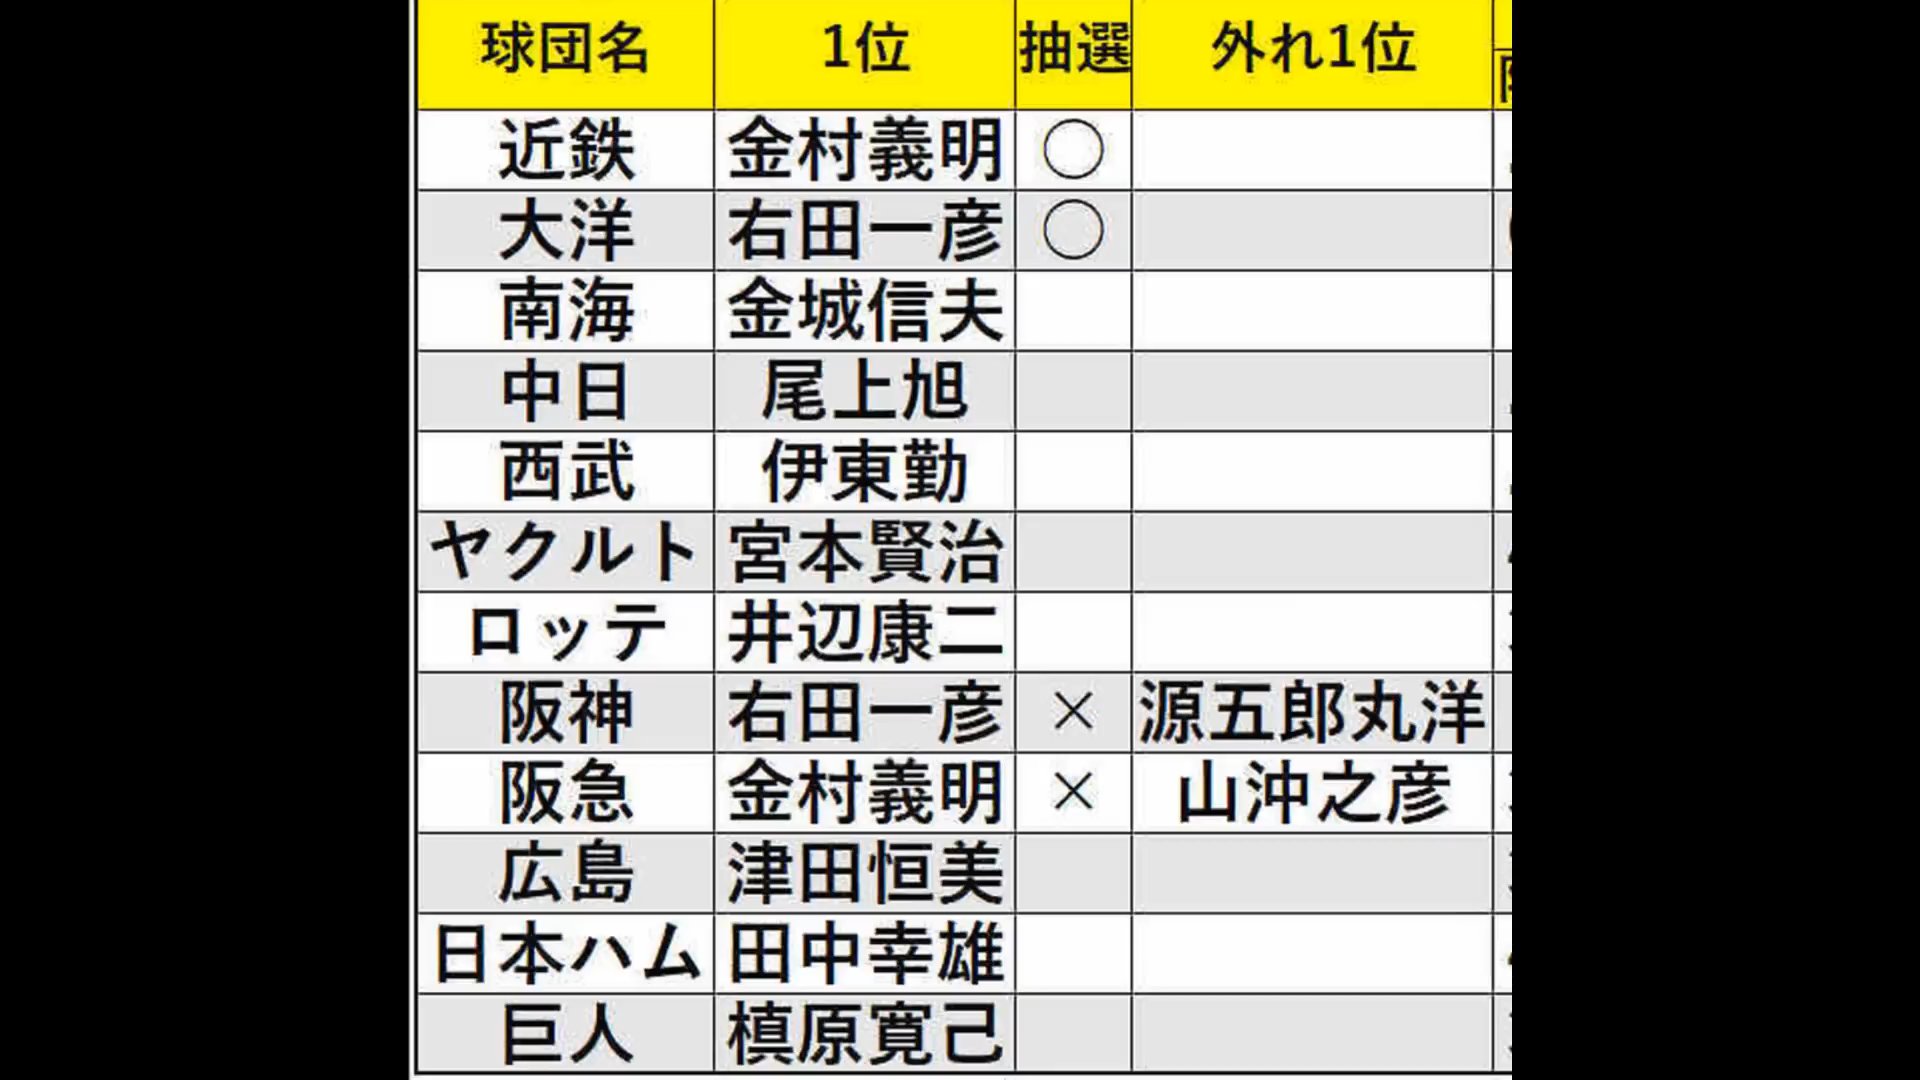 球団名 1位 抽選 外れ1位
近鉄 金村義明 ○
大洋 右田一彦 ○
南海 金城信夫
中日 尾上旭
西武 伊東勤
ヤクルト 宮本賢治
ロッテ 井辺康二
阪神 右田一彦 × 源五郎丸洋
阪急 金村義明 × 山沖之彦
広島 津田恒美
日本ハム 田中幸雄
巨人 槙原寛己